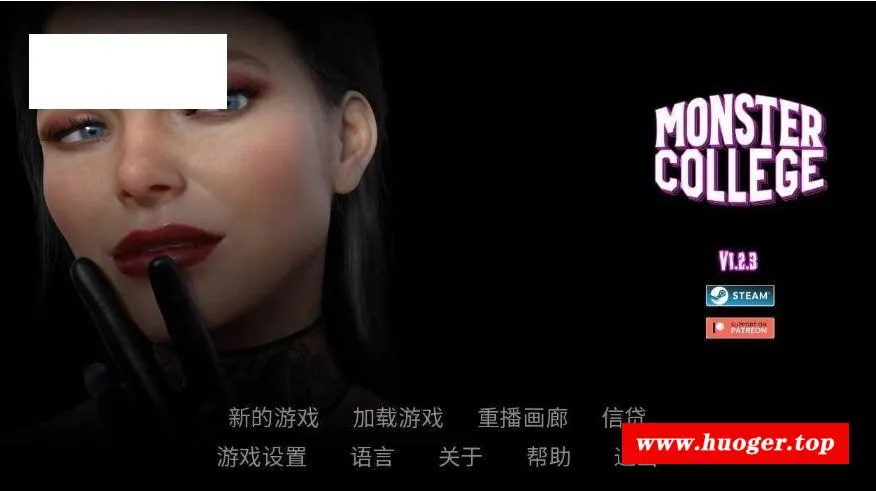 MONSTER
COLLEGE
V1.2.3
STEAM
SUPPORT ON
PATREON
新的游戏 加载游戏 重播画廊 信贷
游戏设置 语言 关于 帮助
www.huoger.top